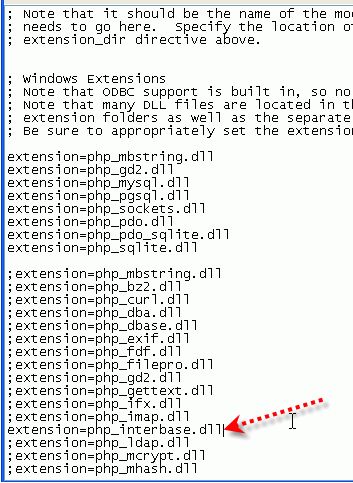 ; Note that it should be the name of the mo
; needs to go here.  Specify the location of
; extension_dir directive above.
; Windows Extensions
; Note that ODBC support is built in, so no
; Note that many DLL files are located in th
; extension folders as well as the separate
; Be sure to appropriately set the extension
extension=php_mbstring.dll
extension=php_gd2.dll
extension=php_mysql.dll
extension=php_pgsql.dll
extension=php_sockets.dll
extension=php_pdo.dll
extension=php_pdo_sqlite.dll
extension=php_sqlite.dll
;extension=php_mbstring.dll
;extension=php_bz2.dll
;extension=php_curl.dll
;extension=php_dba.dll
;extension=php_dbase.dll
;extension=php_exif.dll
;extension=php_fdf.dll
;extension=php_filepro.dll
;extension=php_gd2.dll
;extension=php_gettext.dll
;extension=php_ifx.dll
;extension=php_imap.dll
extension=php_interbase.dll
;extension=php_ldap.dll
;extension=php_mcrypt.dll
;extension=php_mhash.dll